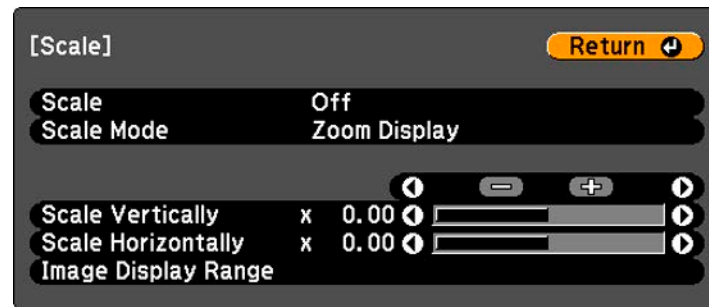 [Scale] Return
Scale Off
Scale Mode Zoom Display
Scale Vertically x 0.00
Scale Horizontally x 0.00
Image Display Range